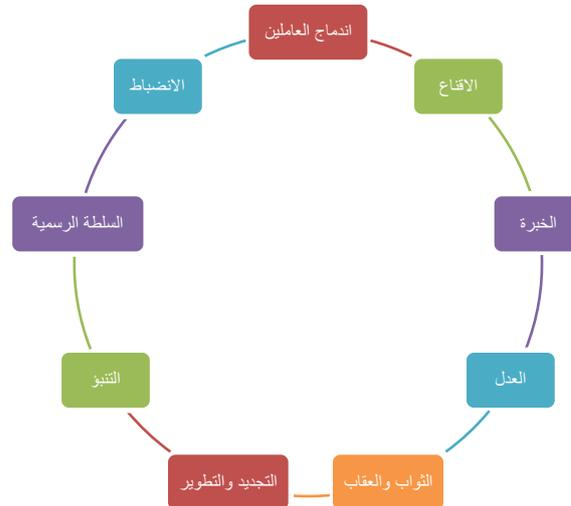 اندماج العاملين
الاقناع
الخبرة
العدل
الثواب والعقاب
التجديد والتطوير
التنبؤ
السلطة الرسمية
الانضباط